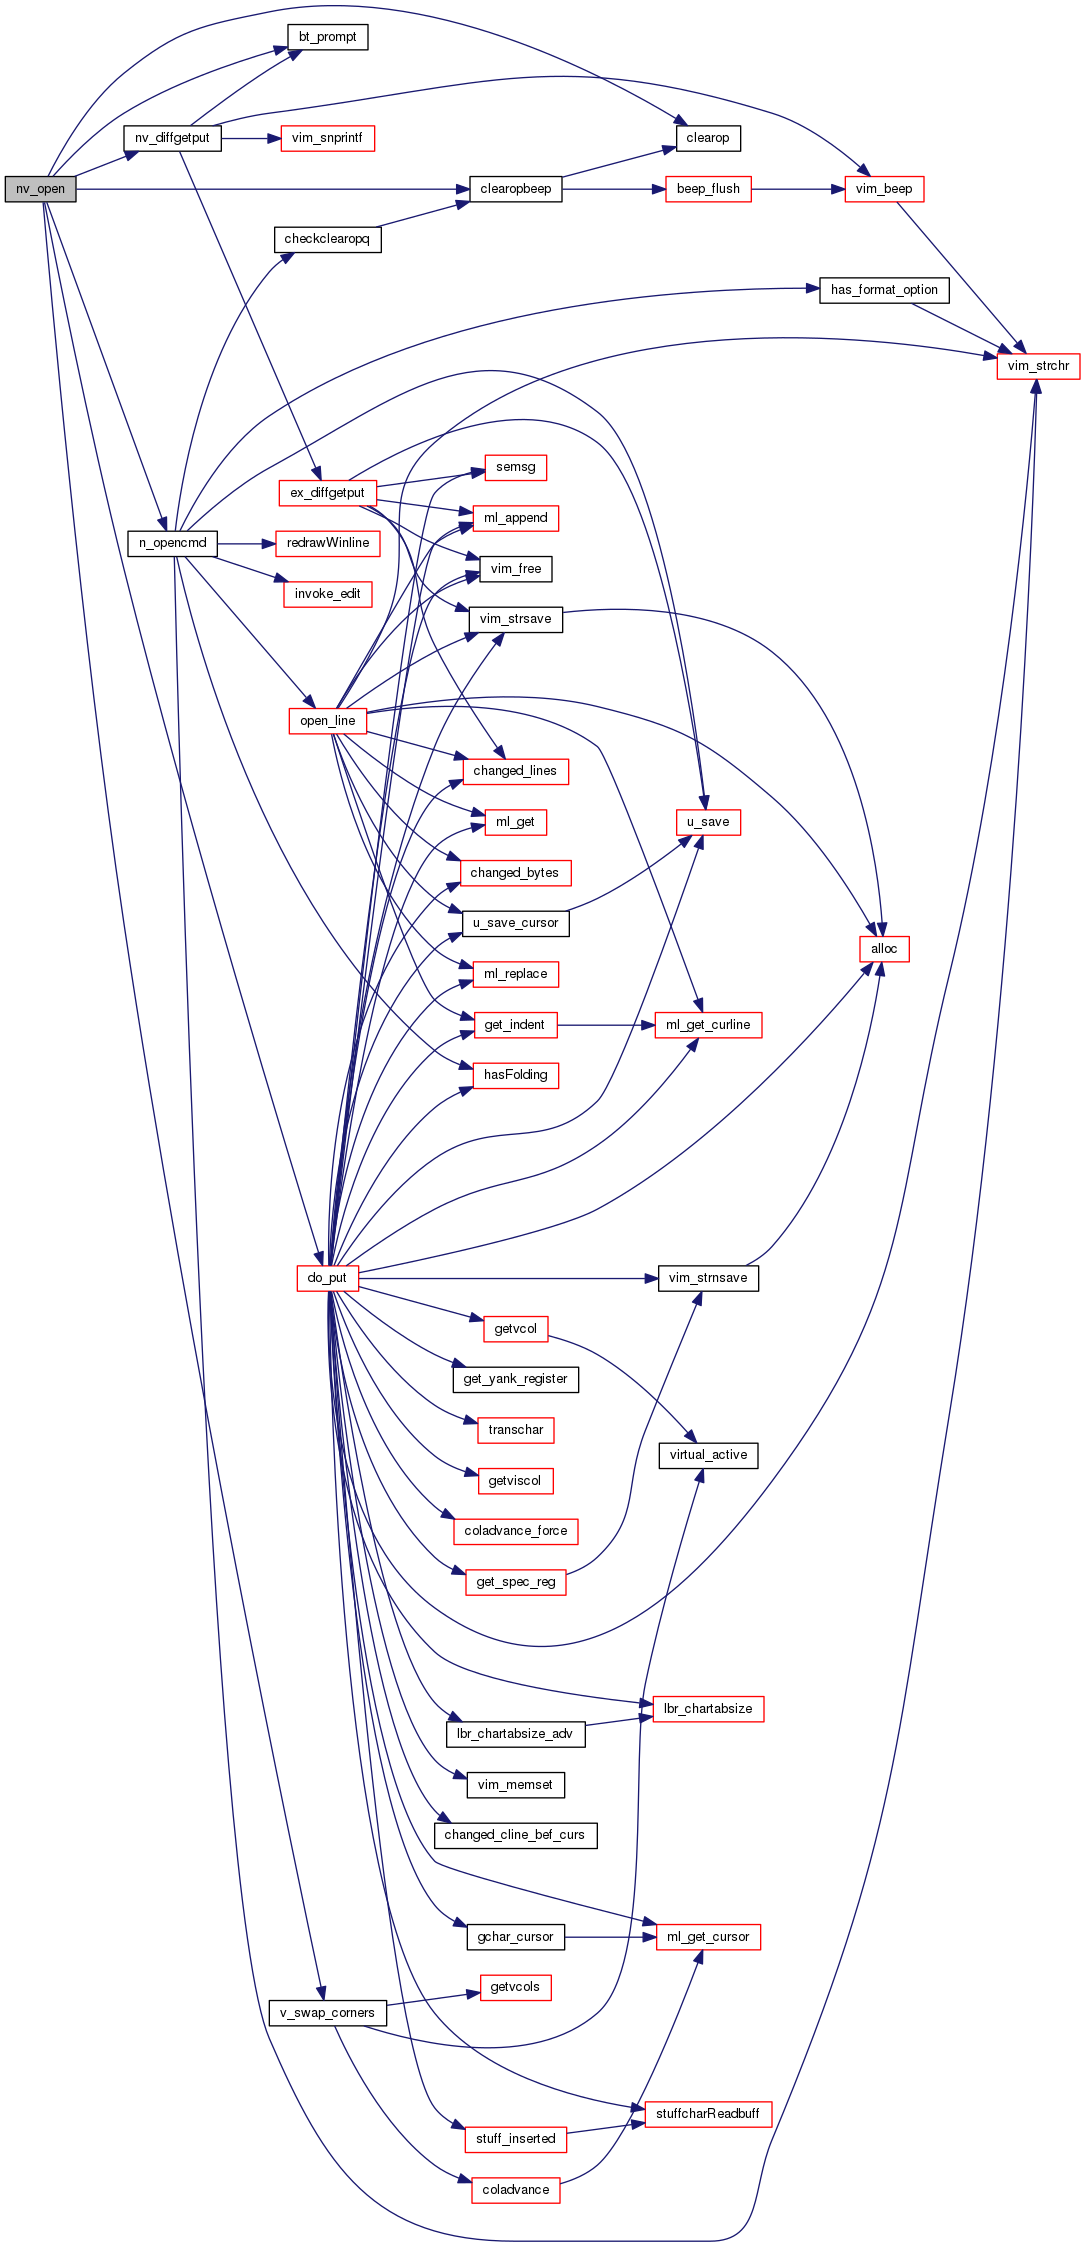 bt_prompt
nv_diffgetput
vim_snprintf
clearop
nv_open
clearopbeep
beep_flush
vim_beep
checkclearopq
has_format_option
vim_strchr
semsg
ex_diffgetput
ml_append
n_opencmd
redrawWinline
vim_free
invoke_edit
vim_strsave
open_line
changed_lines
ml_get
u_save
changed_bytes
u_save_cursor
alloc
ml_replace
get_indent
ml_get_curline
hasFolding
do_put
vim_strnsave
getvcol
get_yank_register
transchar
virtual_active
getviscol
coladvance_force
get_spec_reg
lbr_chartabsize
lbr_chartabsize_adv
vim_memset
changed_cline_bef_curs
gchar_cursor
ml_get_cursor
getvcols
v_swap_corners
stuffcharReadbuff
stuff_inserted
coladvance